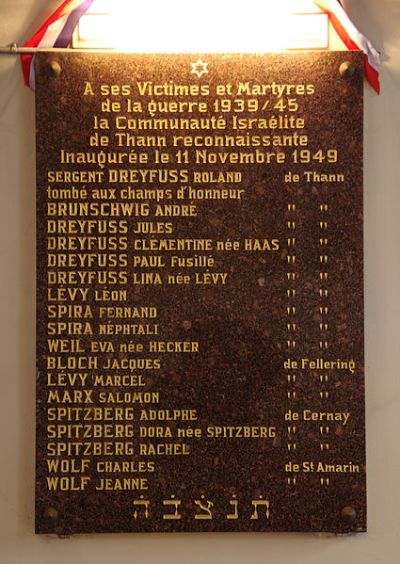 A ses Victimes et Martyres
de la guerre 1939/45
la Communauté Israélite
de Thann reconnaissante
Inaugurée le 11 Novembre 1949
SERGENT DREYFUSS ROLAND de Thann
tombé aux champs d'honneur
BRUNSCHWIG ANDRÉ " "
DREYFUSS JULES " "
DREYFUSS CLÉMENTINE née HAAS " "
DREYFUSS PAUL Fusillé " "
DREYFUSS LINA née LÉVY " "
LÉVY LÉON " "
SPIRA FERNAND " "
SPIRA NÉPHTALI " "
WEIL EVA née HECKER " "
BLOCH JACQUES de Fellering
LÉVY MARCEL " "
MARX SALOMON " "
SPITZBERG ADOLPHE de Cernay
SPITZBERG DORA née SPITZBERG " "
SPITZBERG RACHEL " "
WOLF CHARLES de St Amarin
WOLF JEANNE " "
תנצבה